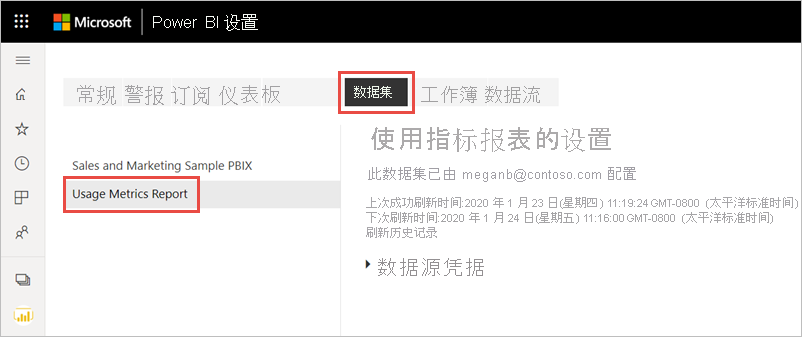 Microsoft Power BI 设置
常规 警报 订阅 仪表板 数据集 工作簿 数据流
Sales and Marketing Sample PBIX
Usage Metrics Report
使用指标报表的设置
此数据集已由 meganb@contoso.com 配置
上次成功刷新时间:2020 年 1 月 23 日(星期四) 11:19:24 GMT-0800 (太平洋标准时间)
下次刷新时间:2020 年 1 月 24 日(星期五) 11:16:00 GMT-0800 (太平洋标准时间)
刷新历史记录
数据源凭据